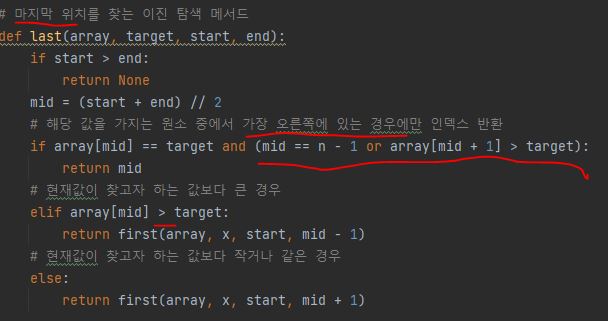 # 마지막 위치를 찾는 이진 탐색 메서드
def last(array, target, start, end):
    if start > end:
        return None
    mid = (start + end) // 2
    # 해당 값을 가지는 원소 중에서 가장 오른쪽에 있는 경우에만 인덱스 반환
    if array[mid] == target and (mid == n - 1 or array[mid + 1] > target):
        return mid
    # 현재값이 찾고자 하는 값보다 큰 경우
    elif array[mid] > target:
        return first(array, x, start, mid - 1)
    # 현재값이 찾고자 하는 값보다 작거나 같은 경우
    else:
        return first(array, x, start, mid + 1)